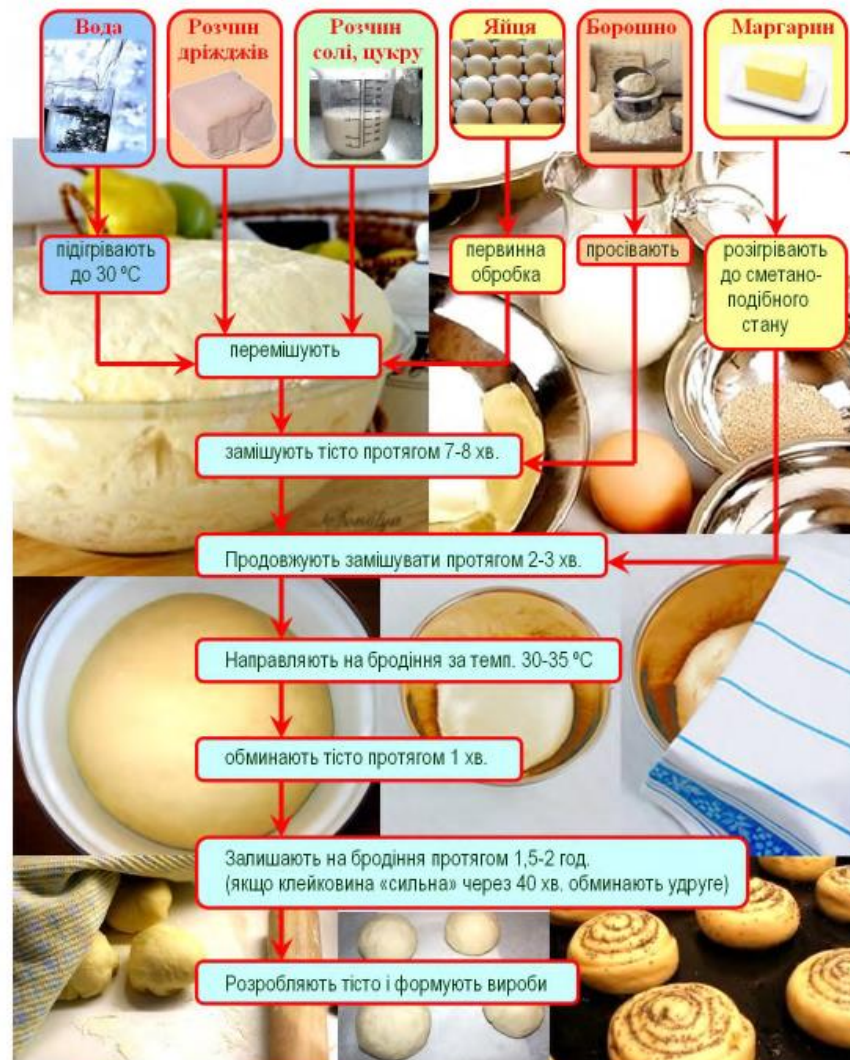 Вода
Розчин
дріжджів
Розчин
солі, цукру
Яйця
Борошно
Маргарин
підігрівають
до 30 ºС
первинна
обробка
просівають
розігрівають
до сметано-
подібного
стану
перемішують
замішують тісто протягом 7-8 хв.
Продовжують замішувати протягом 2-3 хв.
Направляють на бродіння за темп. 30-35 ºС
обминають тісто протягом 1 хв.
Залишають на бродіння протягом 1,5-2 год.
(якщо клейковина «сильна» через 40 хв. обминають удруге)
Розробляють тісто і формують вироби